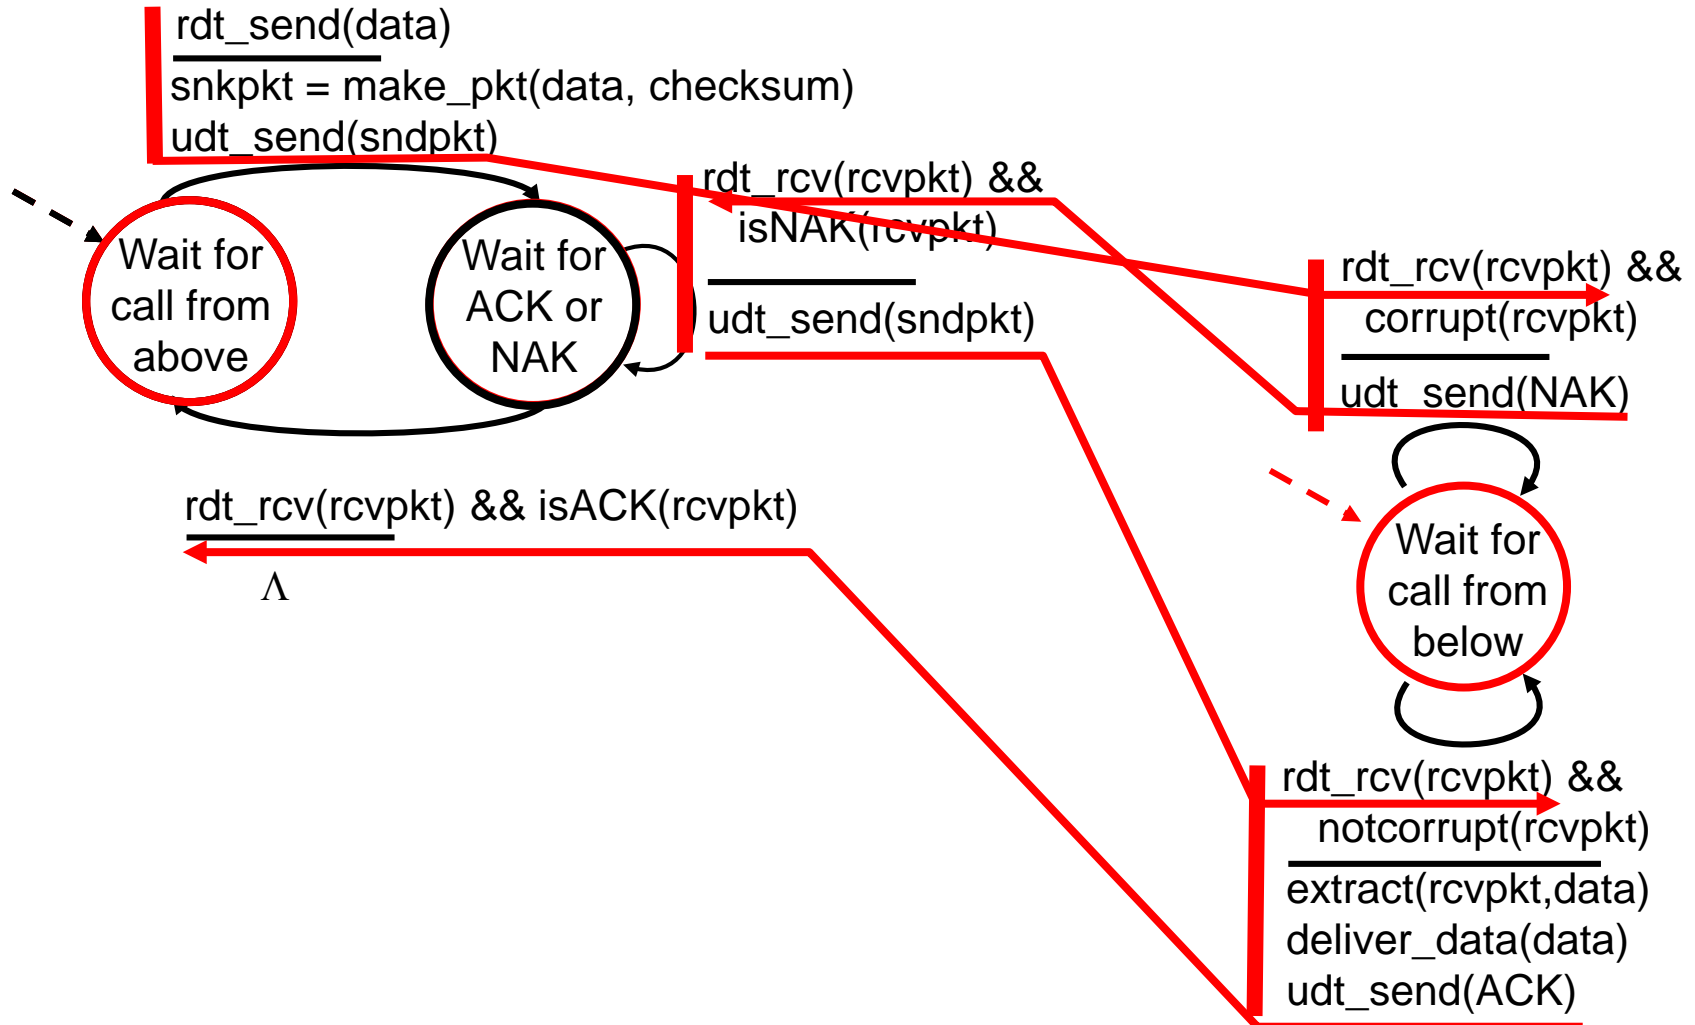 rdt_send(data)
snkpkt = make_pkt(data, checksum)
udt_send(sndpkt)
rdt_rcv(rcvpkt) &&
isNAK(rcvpkt)
udt_send(sndpkt)
Wait for
call from
above
Wait for
ACK or
NAK
rdt_rcv(rcvpkt) && isACK(rcvpkt)
Λ
rdt_rcv(rcvpkt) &&
corrupt(rcvpkt)
udt_send(NAK)
Wait for
call from
below
rdt_rcv(rcvpkt) &&
notcorrupt(rcvpkt)
extract(rcvpkt,data)
deliver_data(data)
udt_send(ACK)